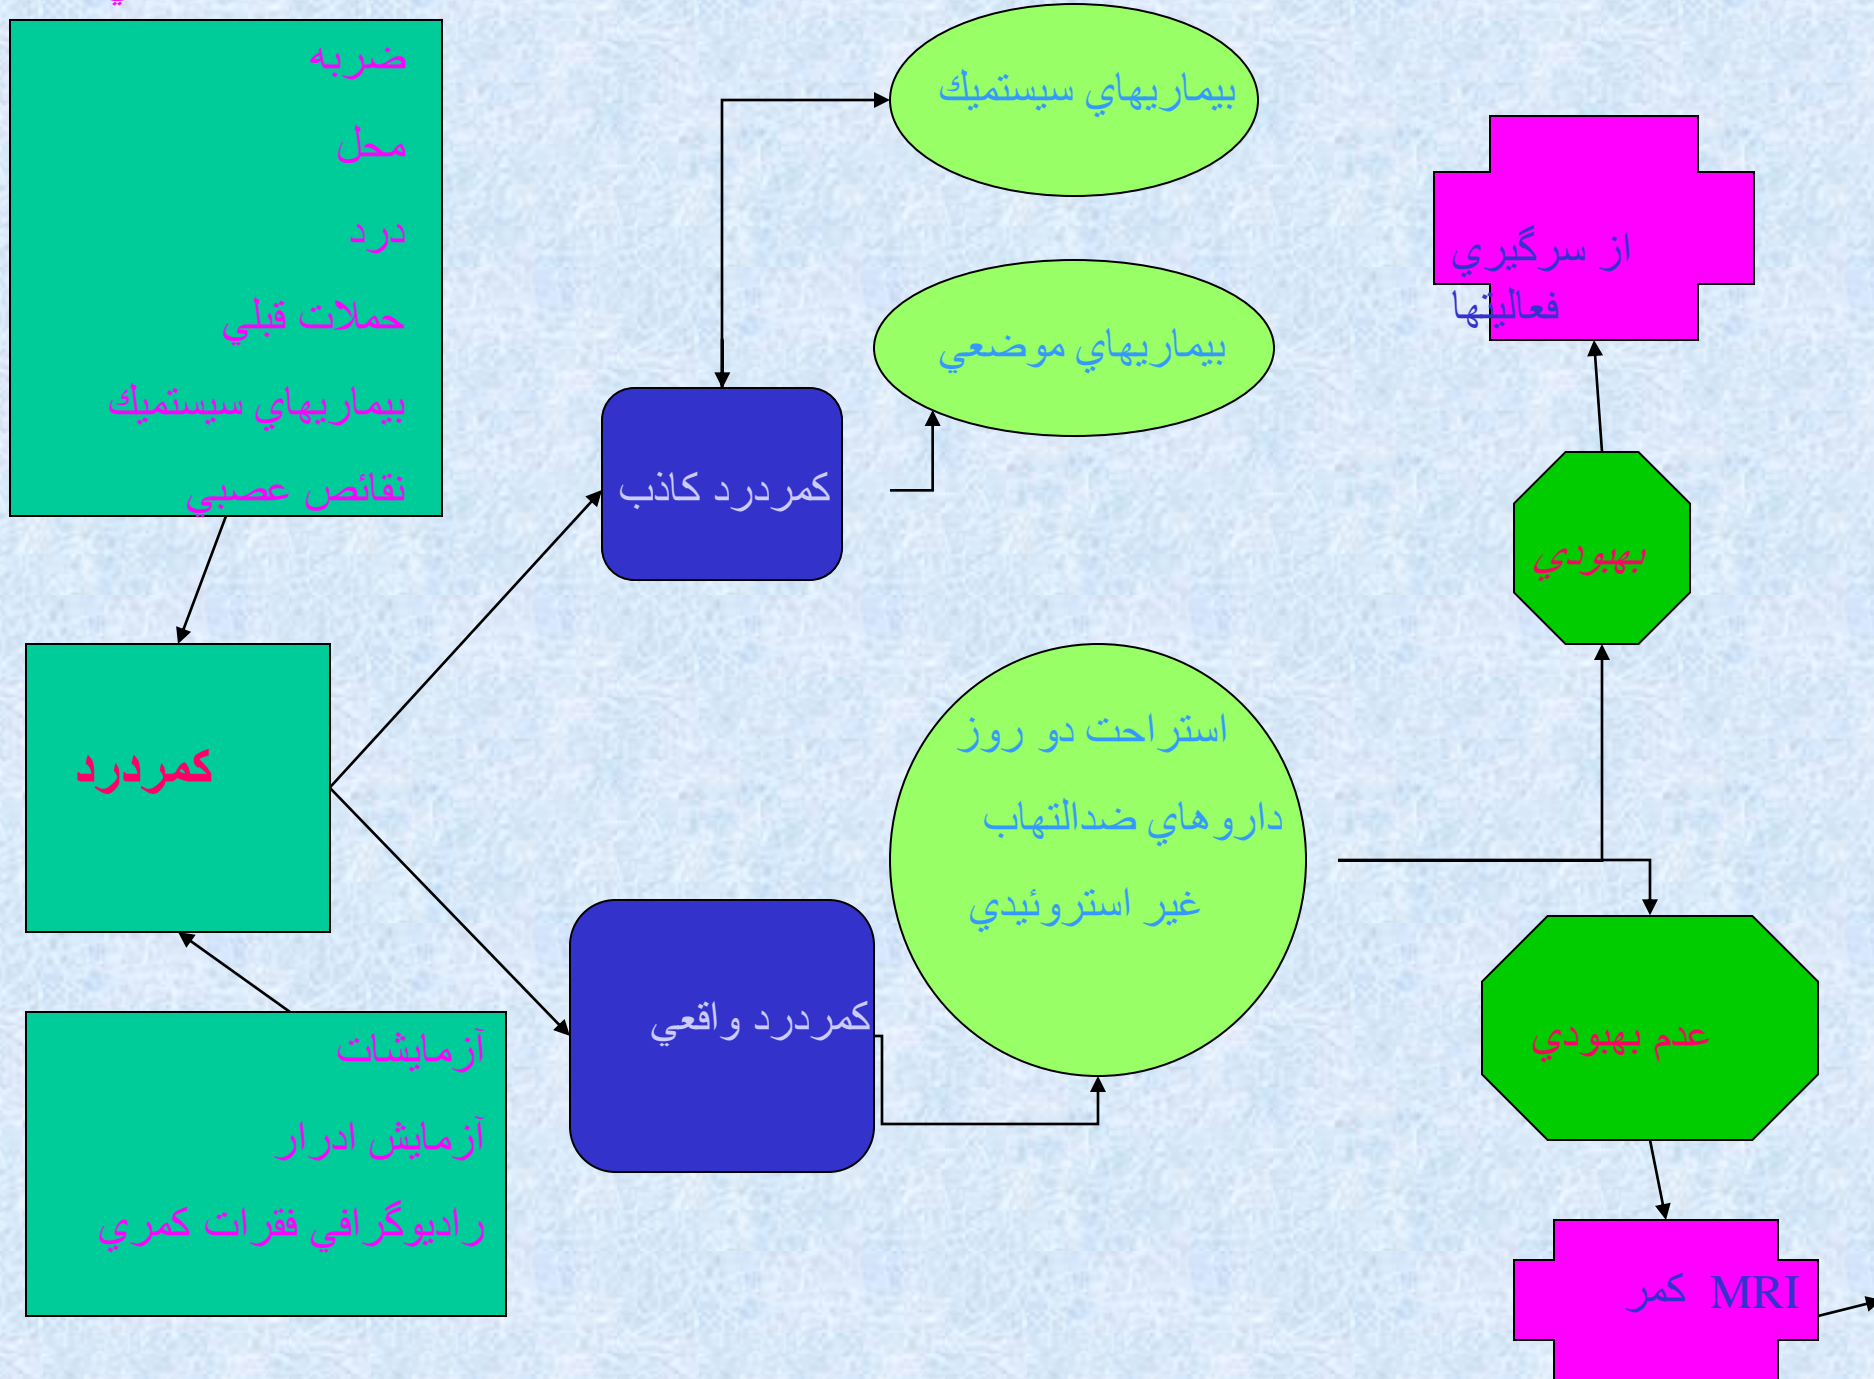 ضربه
محل
درد
حملات قبلي
بيماريهاي سيستميك
نقائص عصبي
كمردرد
آزمايشات
آزمايش ادرار
راديوگرافي فقرات كمري
كمردرد كاذب
كمردرد واقعي
بيماريهاي سيستميك
بيماريهاي موضعي
استراحت دو روز
داروهاي ضدالتهاب
غير استروئيدي
از سرگيري
فعاليتها
بهبودي
عدم بهبودي
MRI كمر